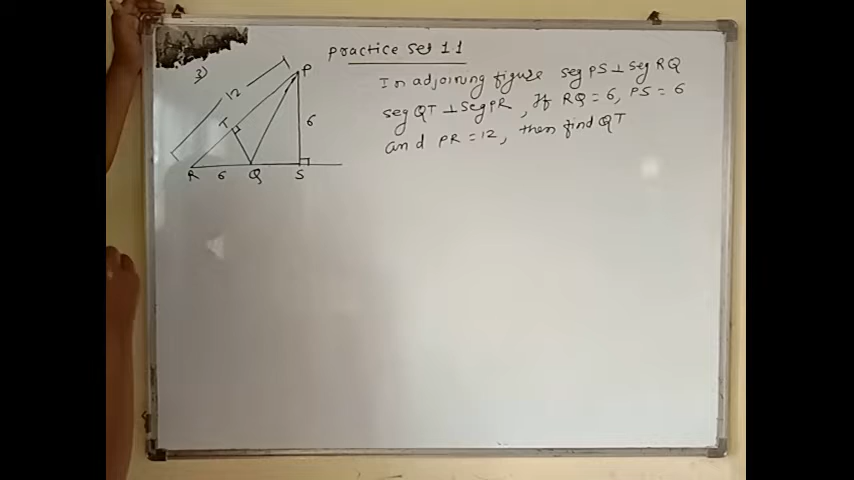 Practice Set 1.1
3)
In adjoining figure seg PS ⊥ seg RQ
seg QT ⊥ seg PR, If RQ = 6, PS = 6
and PR = 12, then find QT
P
12
T
6
R 6 Q S